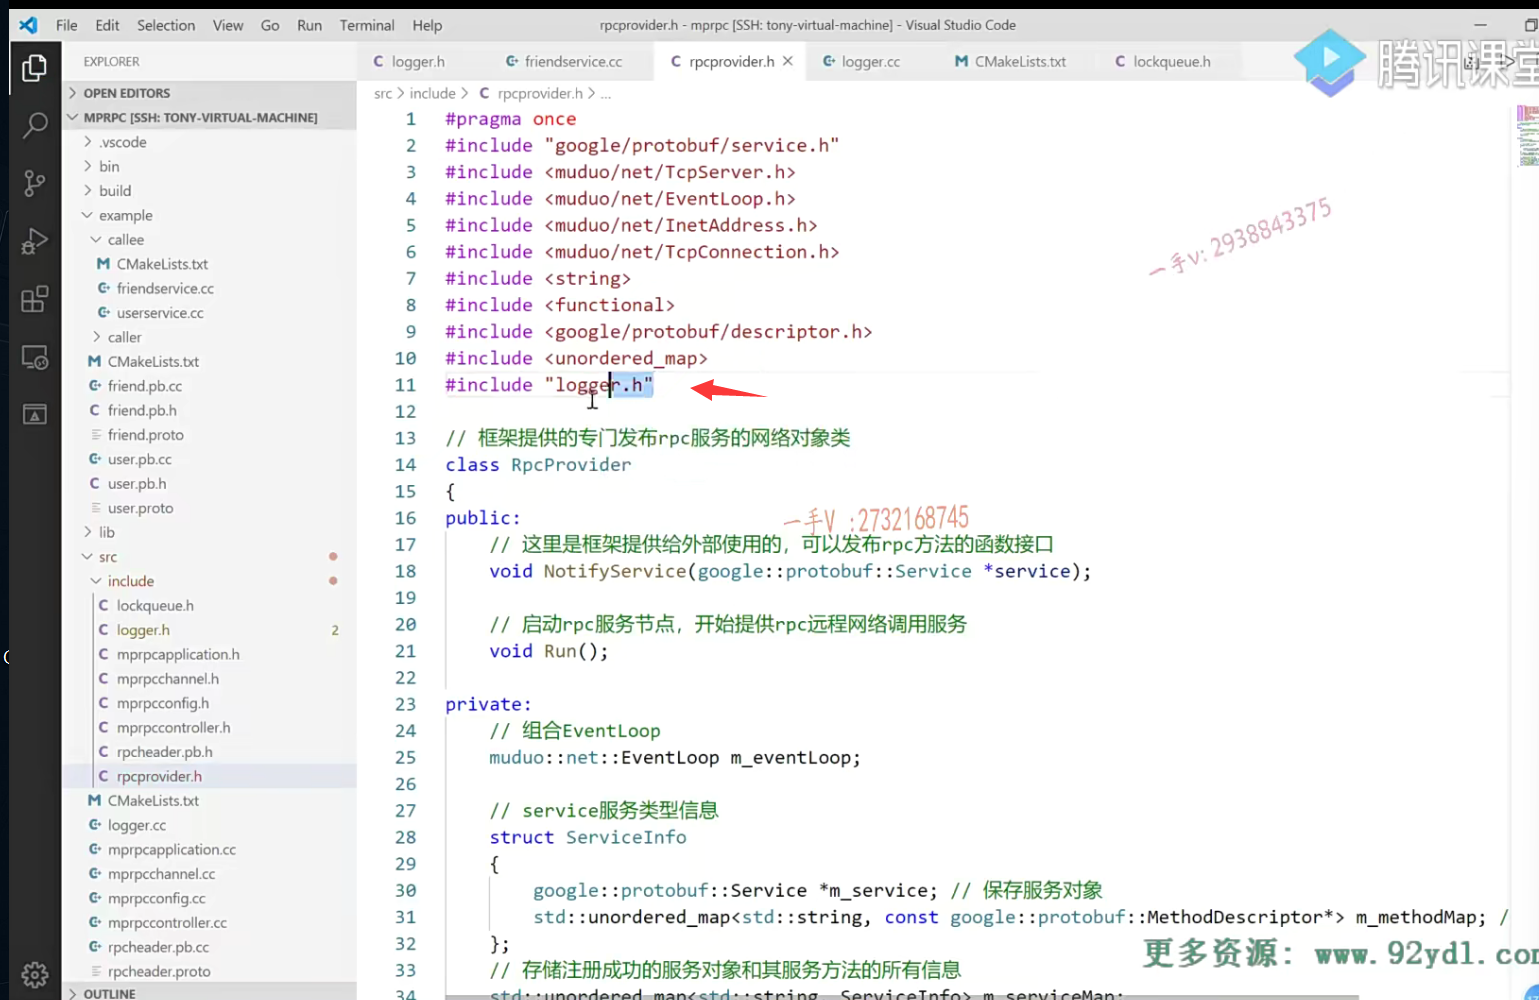 File Edit Selection View Go Run Terminal Help
rpcprovider.h - mprpc [SSH: tony-virtual-machine] - Visual Studio Code
腾讯课堂
EXPLORER
OPEN EDITORS
MPRPC [SSH: TONY-VIRTUAL-MACHINE]
.vscode
bin
build
example
callee
CMakeLists.txt
friendservice.cc
userservice.cc
caller
CMakeLists.txt
friend.pb.cc
friend.pb.h
friend.proto
user.pb.cc
user.pb.h
user.proto
lib
src
include
lockqueue.h
logger.h 2
mprpcapplication.h
mprpcchannel.h
mprpcconfig.h
mprpccontroller.h
rpcheader.pb.h
rpcprovider.h
CMakeLists.txt
logger.cc
mprpcapplication.cc
mprpcchannel.cc
mprpcconfig.cc
mprpccontroller.cc
rpcheader.pb.cc
rpcheader.proto
OUTLINE
logger.h friendservice.cc rpcprovider.h logger.cc CMakeLists.txt lockqueue.h
src > include > C rpcprovider.h > ...
1 #pragma once
2 #include "google/protobuf/service.h"
3 #include <muduo/net/TcpServer.h>
4 #include <muduo/net/EventLoop.h>
5 #include <muduo/net/InetAddress.h>
6 #include <muduo/net/TcpConnection.h>
7 #include <string>
8 #include <functional>
9 #include <google/protobuf/descriptor.h>
10 #include <unordered_map>
11 #include "logger.h"
12
13 // 框架提供的专门发布rpc服务的网络对象类
14 class RpcProvider
15 {
16 public:
17 // 这里是框架提供给外部使用的，可以发布rpc方法的函数接口
18 void NotifyService(google::protobuf::Service *service);
19
20 // 启动rpc服务节点，开始提供rpc远程网络调用服务
21 void Run();
22
23 private:
24 // 组合EventLoop
25 muduo::net::EventLoop m_eventLoop;
26
27 // service服务类型信息
28 struct ServiceInfo
29 {
30 google::protobuf::Service *m_service; // 保存服务对象
31 std::unordered_map<std::string, const google::protobuf::MethodDescriptor*> m_methodMap; /
32 };
33 // 存储注册成功的服务对象和其服务方法的所有信息
34 std::unordered_map<std::string, ServiceInfo> m_serviceMap;
一手v: 2938843375
一手V :2732168745
更多资源: www.92ydl.com